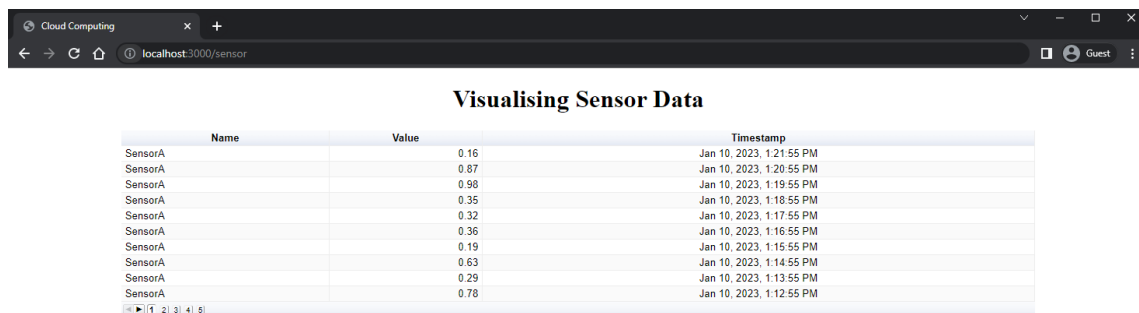 Cloud Computing
localhost:3000/sensor
Guest
Visualising Sensor Data
Name Value Timestamp
SensorA 0.16 Jan 10, 2023, 1:21:55 PM
SensorA 0.87 Jan 10, 2023, 1:20:55 PM
SensorA 0.98 Jan 10, 2023, 1:19:55 PM
SensorA 0.35 Jan 10, 2023, 1:18:55 PM
SensorA 0.32 Jan 10, 2023, 1:17:55 PM
SensorA 0.36 Jan 10, 2023, 1:16:55 PM
SensorA 0.19 Jan 10, 2023, 1:15:55 PM
SensorA 0.63 Jan 10, 2023, 1:14:55 PM
SensorA 0.29 Jan 10, 2023, 1:13:55 PM
SensorA 0.78 Jan 10, 2023, 1:12:55 PM
1 2 3 4 5